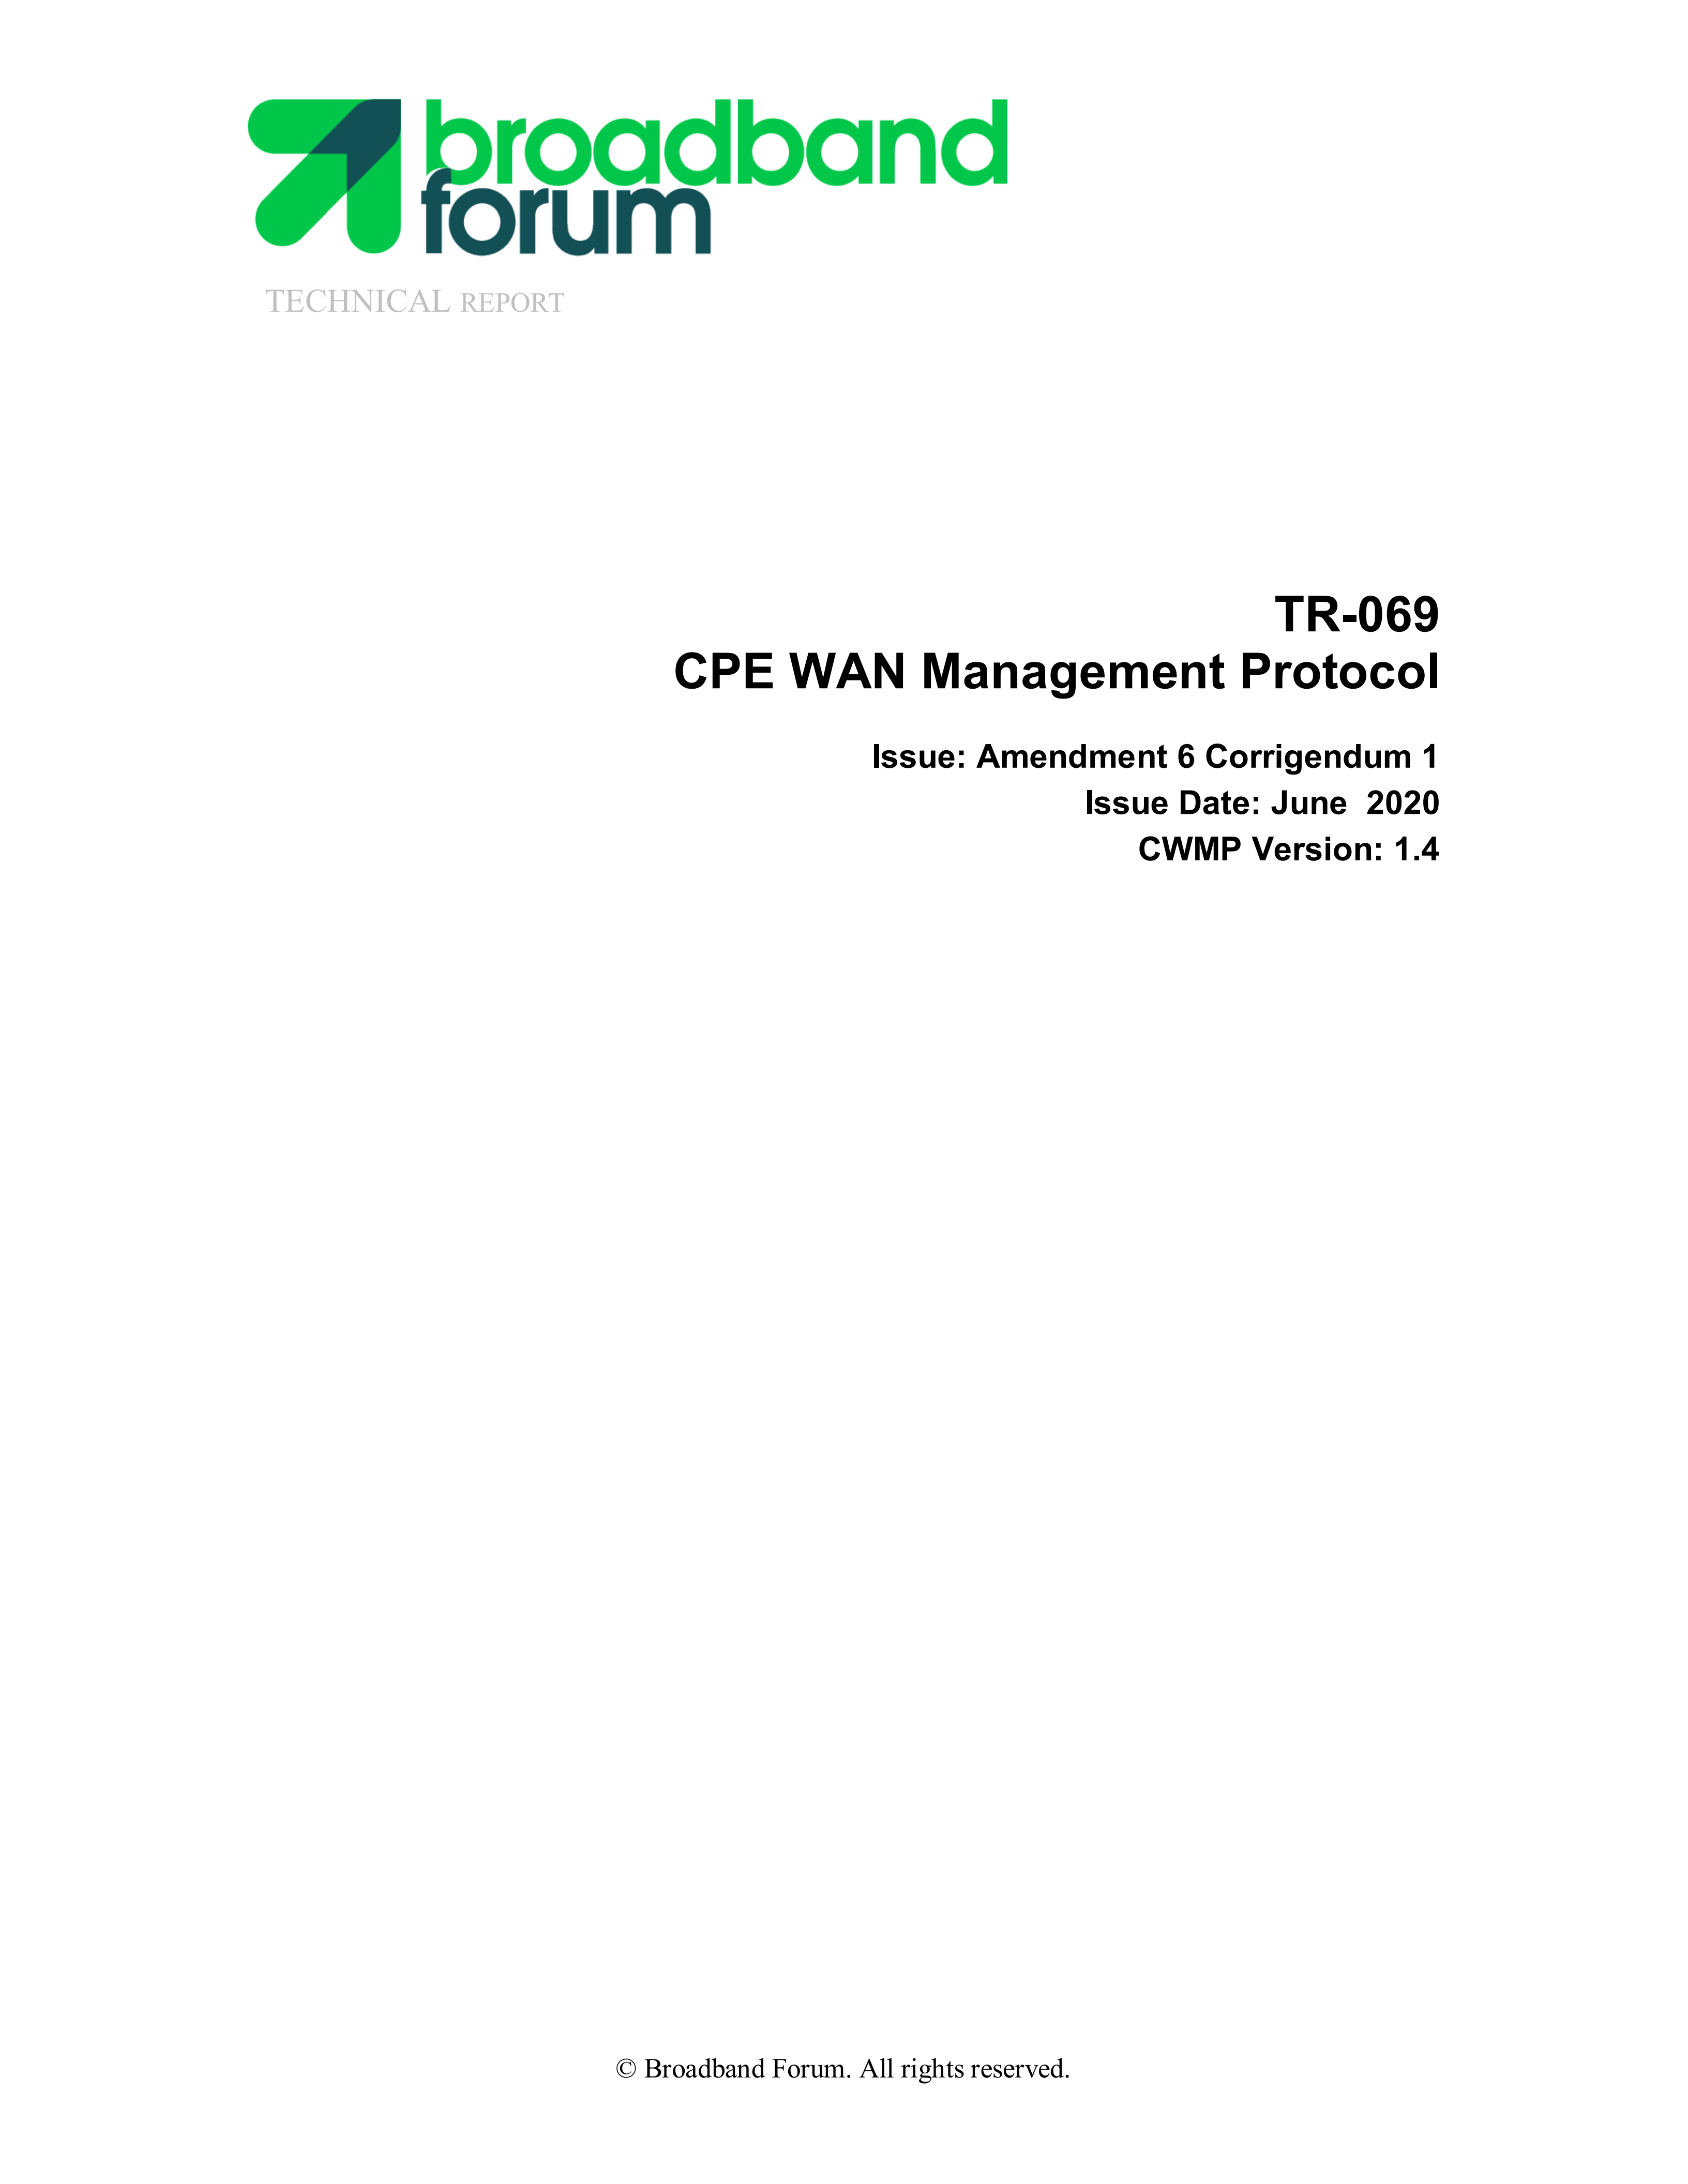 broadband
forum
TECHNICAL REPORT
TR-069
CPE WAN Management Protocol
Issue: Amendment 6 Corrigendum 1
Issue Date: June  2020
CWMP Version: 1.4
© Broadband Forum. All rights reserved.